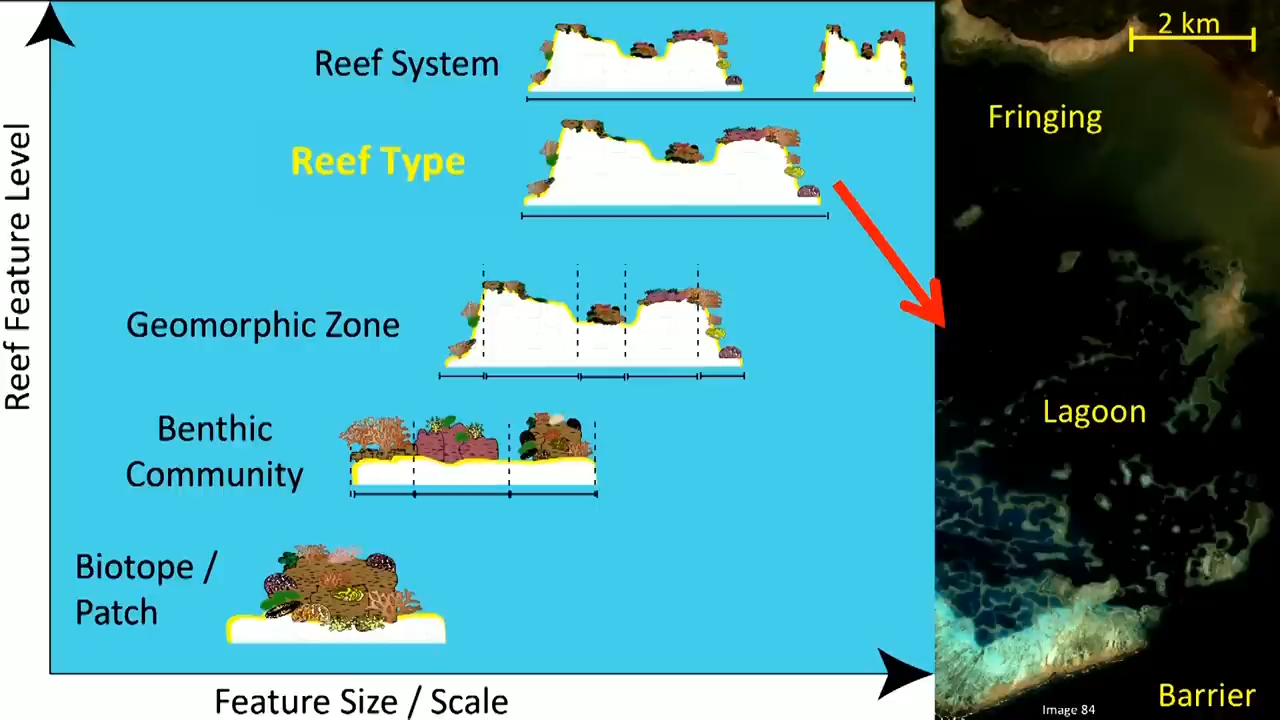 Reef System
Reef Type
Geomorphic Zone
Benthic
Community
Biotope /
Patch
Reef Feature Level
Feature Size / Scale
2 km
Fringing
Lagoon
Barrier
Image 84